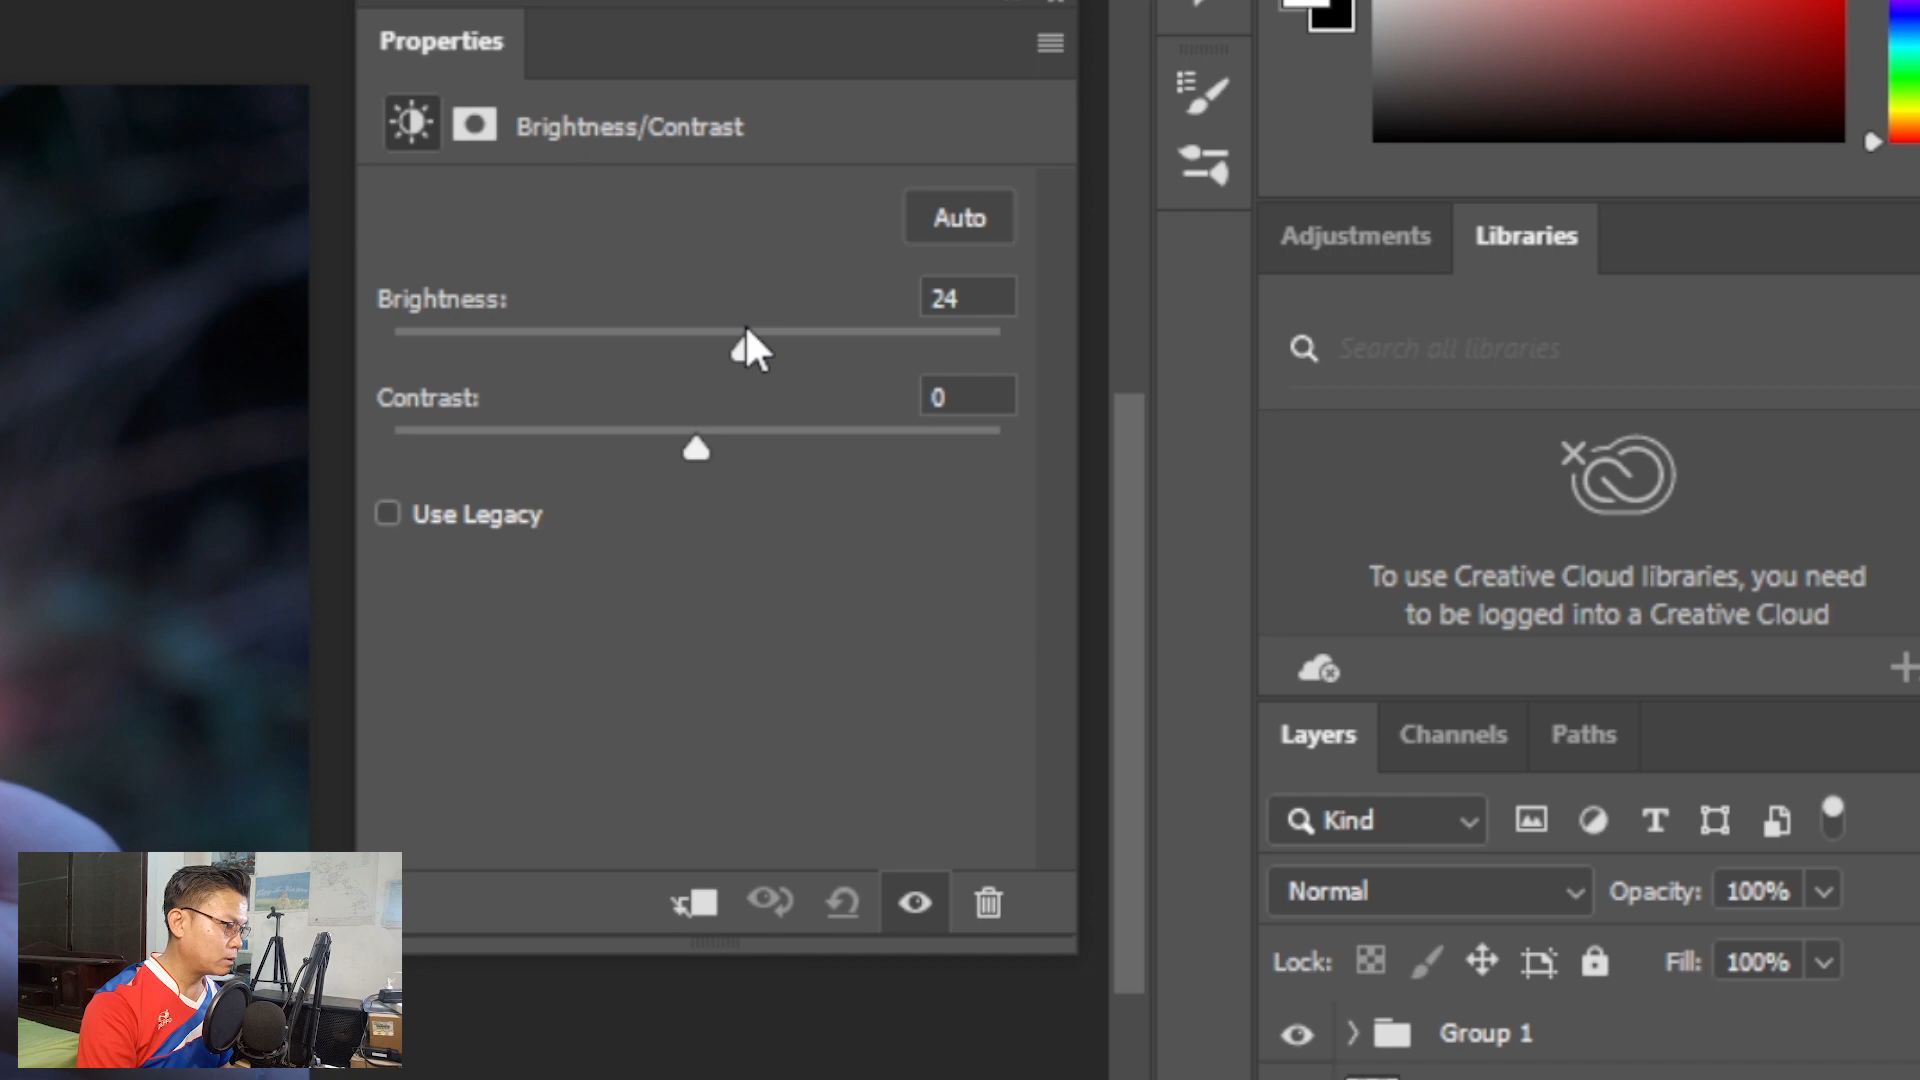 Properties
Brightness/Contrast
Auto
Brightness:
24
Contrast:
0
Use Legacy
Adjustments
Libraries
Search all libraries
To use Creative Cloud libraries, you need
to be logged into a Creative Cloud
Layers
Channels
Paths
Kind
Normal
Opacity:
100%
Lock:
Fill:
100%
Group 1